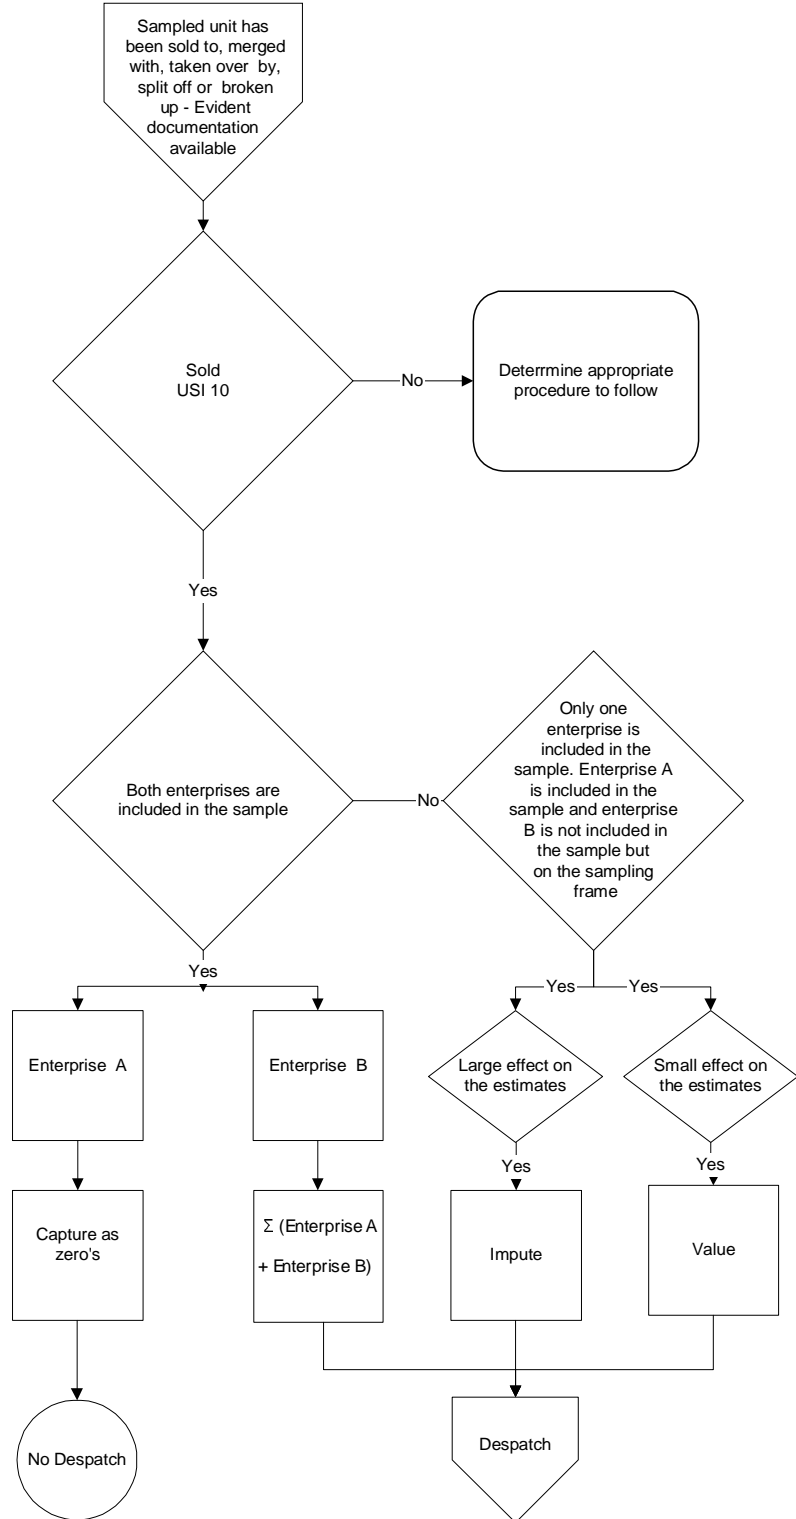 Sampled unit has
been sold to, merged
with, taken over by,
split off or broken
up - Evident
documentation
available
Sold
USI 10
No
Deterrmine appropriate
procedure to follow
Yes
Both enterprises are
included in the sample
No
Only one
enterprise is
included in the
sample. Enterprise A
is included in the
sample and enterprise
B is not included in
the sample but
on the sampling
frame
Yes
Yes
Yes
Enterprise A
Enterprise B
Large effect on
the estimates
Small effect on
the estimates
Yes
Yes
Capture as
zero's
Σ (Enterprise A
+ Enterprise B)
Impute
Value
No Despatch
Despatch